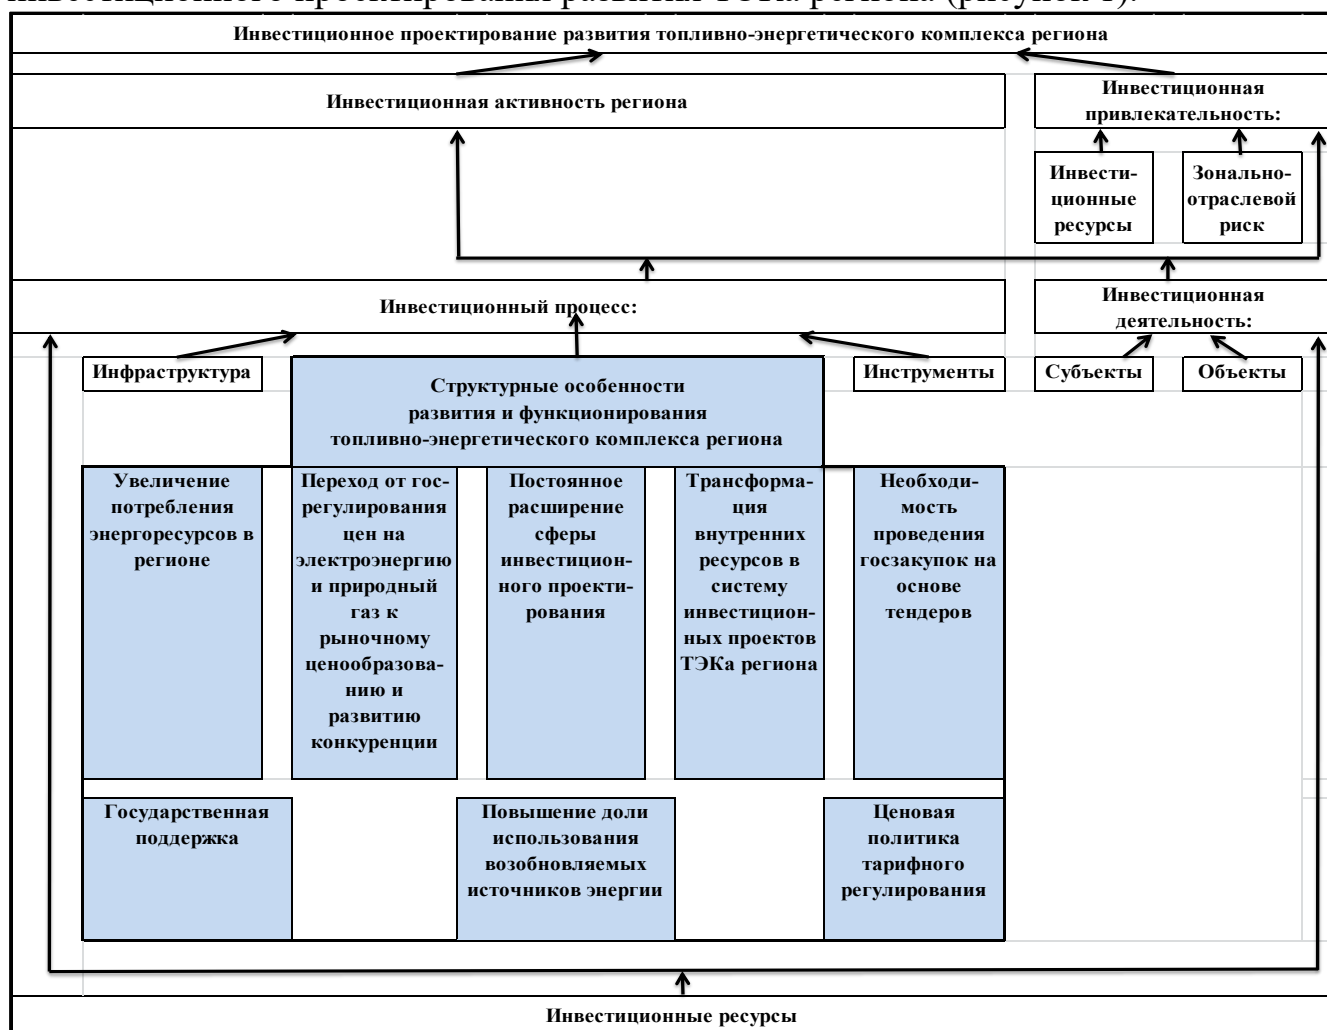 инвестиционного проектирования развития ТЭКа региона (рисунок 1).
Инвестиционное проектирование развития топливно-энергетического комплекса региона
Инвестиционная активность региона
Инвестиционная
привлекательность:
Инвести-
ционные
ресурсы
Зонально-
отраслевой
риск
Инвестиционный процесс:
Инвестиционная
деятельность:
Инфраструктура
Структурные особенности
развития и функционирования
топливно-энергетического комплекса региона
Инструменты
Субъекты
Объекты
Увеличение
потребления
энергоресурсов в
регионе
Переход от гос-
регулирования
цен на
электроэнергию
и природный
газ к
рыночному
ценообразова-
нию и
развитию
конкуренции
Постоянное
расширение
сферы
инвестицион-
ного проекти-
рования
Трансформа-
ция
внутренних
ресурсов в
систему
инвестицион-
ных проектов
ТЭКа региона
Необходи-
мость
проведения
госзакупок на
основе
тендеров
Государственная
поддержка
Повышение доли
использования
возобновляемых
источников энергии
Ценовая
политика
тарифного
регулирования
Инвестиционные ресурсы